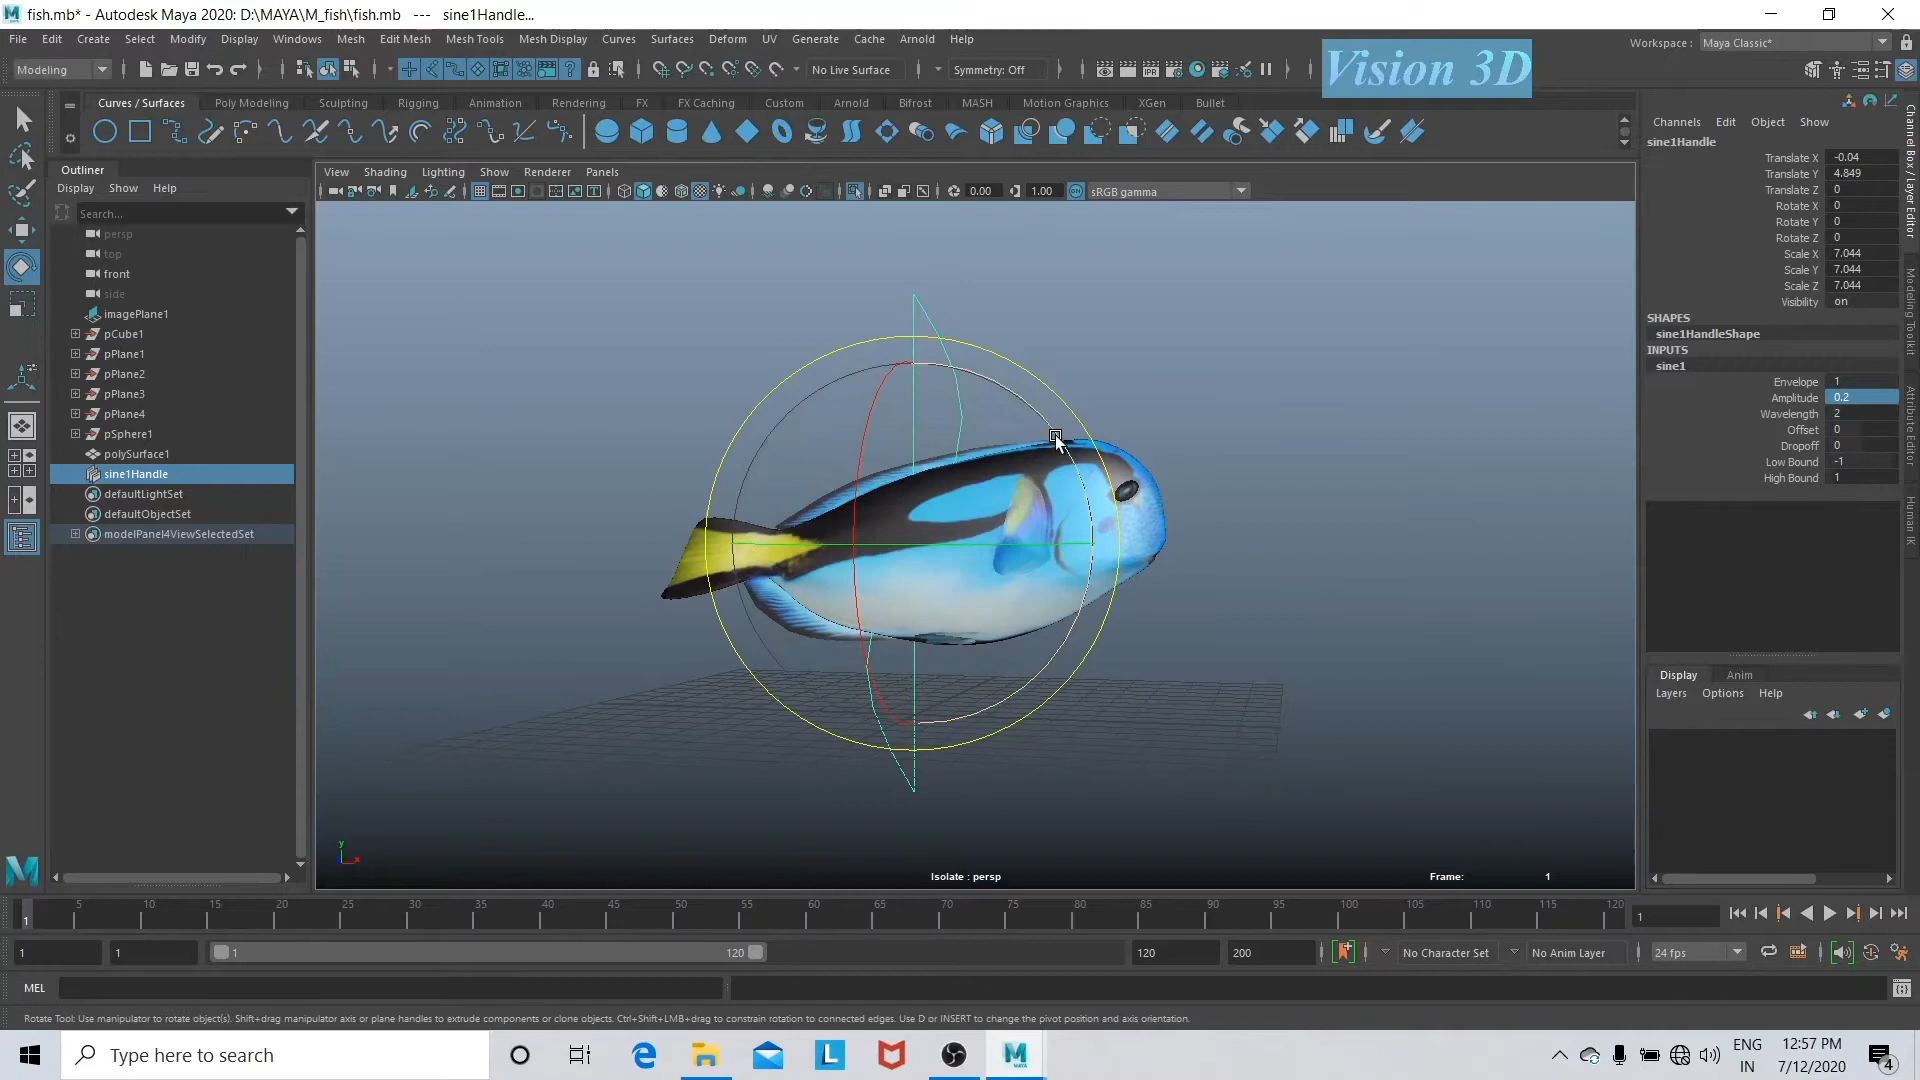 fish.mb* - Autodesk Maya 2020: D:\MAYA\M_fish\fish.mb --- sine1Handle...
File Edit Create Select Modify Display Windows Mesh Edit Mesh Mesh Tools Mesh Display Curves Surfaces Deform UV Generate Cache Arnold Help
Workspace : Maya Classic*
Modeling No Live Surface Symmetry: Off
Vision 3D
Curves / Surfaces Poly Modeling Sculpting Rigging Animation Rendering FX FX Caching Custom Arnold Bifrost MASH Motion Graphics XGen Bullet
Outliner
Display Show Help
Search...
persp
top
front
side
imagePlane1
pCube1
pPlane1
pPlane2
pPlane3
pPlane4
pSphere1
polySurface1
sine1Handle
defaultLightSet
defaultObjectSet
modelPanel4ViewSelectedSet
View Shading Lighting Show Renderer Panels
0.00 1.00 sRGB gamma
y
x
Isolate : persp
Frame: 1
Channels Edit Object Show
sine1Handle
Translate X -0.04
Translate Y 4.849
Translate Z 0
Rotate X 0
Rotate Y 0
Rotate Z 0
Scale X 7.044
Scale Y 7.044
Scale Z 7.044
Visibility on
SHAPES
sine1HandleShape
INPUTS
sine1
Envelope 1
Amplitude 0.2
Wavelength 2
Offset 0
Dropoff 0
Low Bound -1
High Bound 1
Display Anim
Layers Options Help
Channel Box / Layer Editor
Modeling Toolkit
Attribute Editor
Human IK
1 5 10 15 20 25 30 35 40 45 50 55 60 65 70 75 80 85 90 95 100 105 110 115 120
1
1 1 1 120 120 200 No Character Set No Anim Layer 24 fps
MEL
Rotate Tool: Use manipulator to rotate object(s). Shift+drag manipulator axis or plane handles to extrude components or clone objects. Ctrl+Shift+LMB+drag to constrain rotation to connected edges. Use D or INSERT to change the pivot position and axis orientation.
Type here to search
ENG
IN
12:57 PM
7/12/2020
4